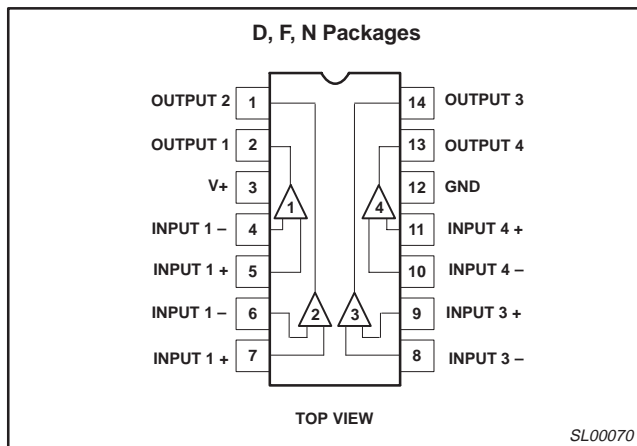 D, F, N Packages
OUTPUT 2 1 14 OUTPUT 3
OUTPUT 1 2 13 OUTPUT 4
V+ 3 12 GND
1 4
INPUT 1 – 4 11 INPUT 4 +
INPUT 1 + 5 10 INPUT 4 –
INPUT 1 – 6 2 3 9 INPUT 3 +
INPUT 1 + 7 8 INPUT 3 –
TOP VIEW
SL00070